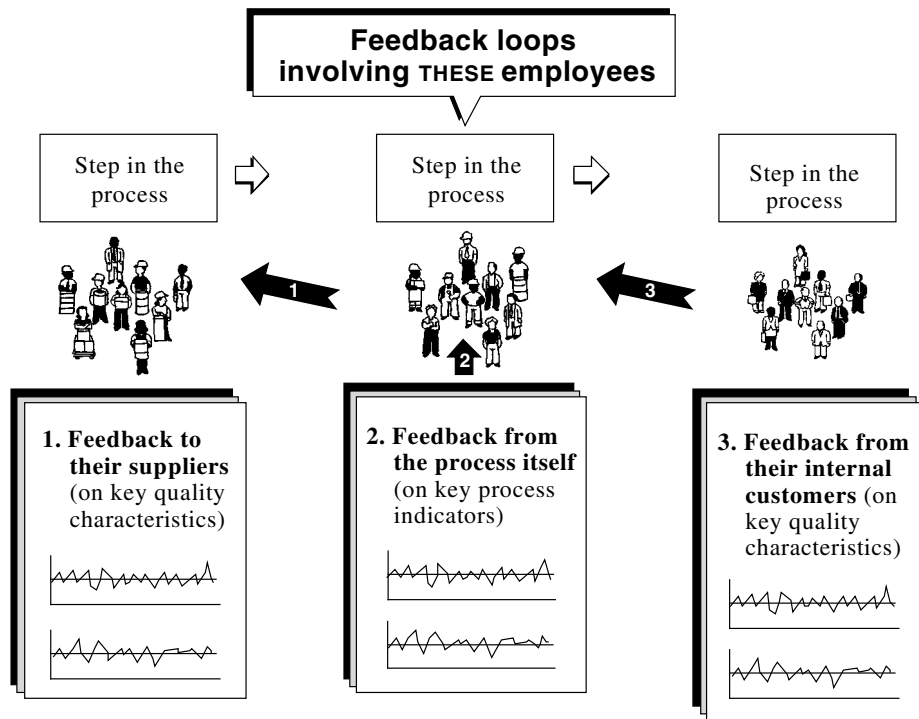 Feedback loops
involving THESE employees
Step in the
process
Step in the
process
Step in the
process
1
3
2
1. Feedback to
their suppliers
(on key quality
characteristics)
2. Feedback from
the process itself
(on key process
indicators)
3. Feedback from
their internal
customers (on
key quality
characteristics)